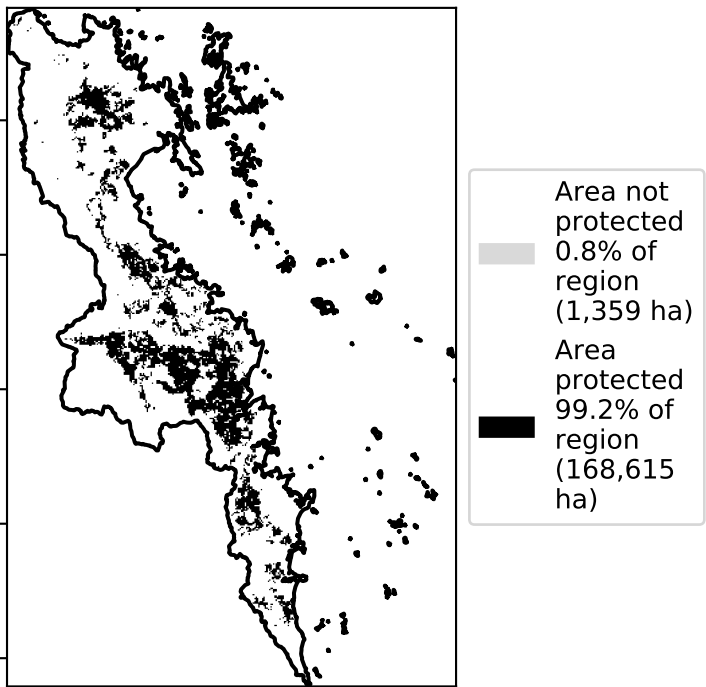 Area not
protected
0.8% of
region
(1,359 ha)
Area
protected
99.2% of
region
(168,615
ha)